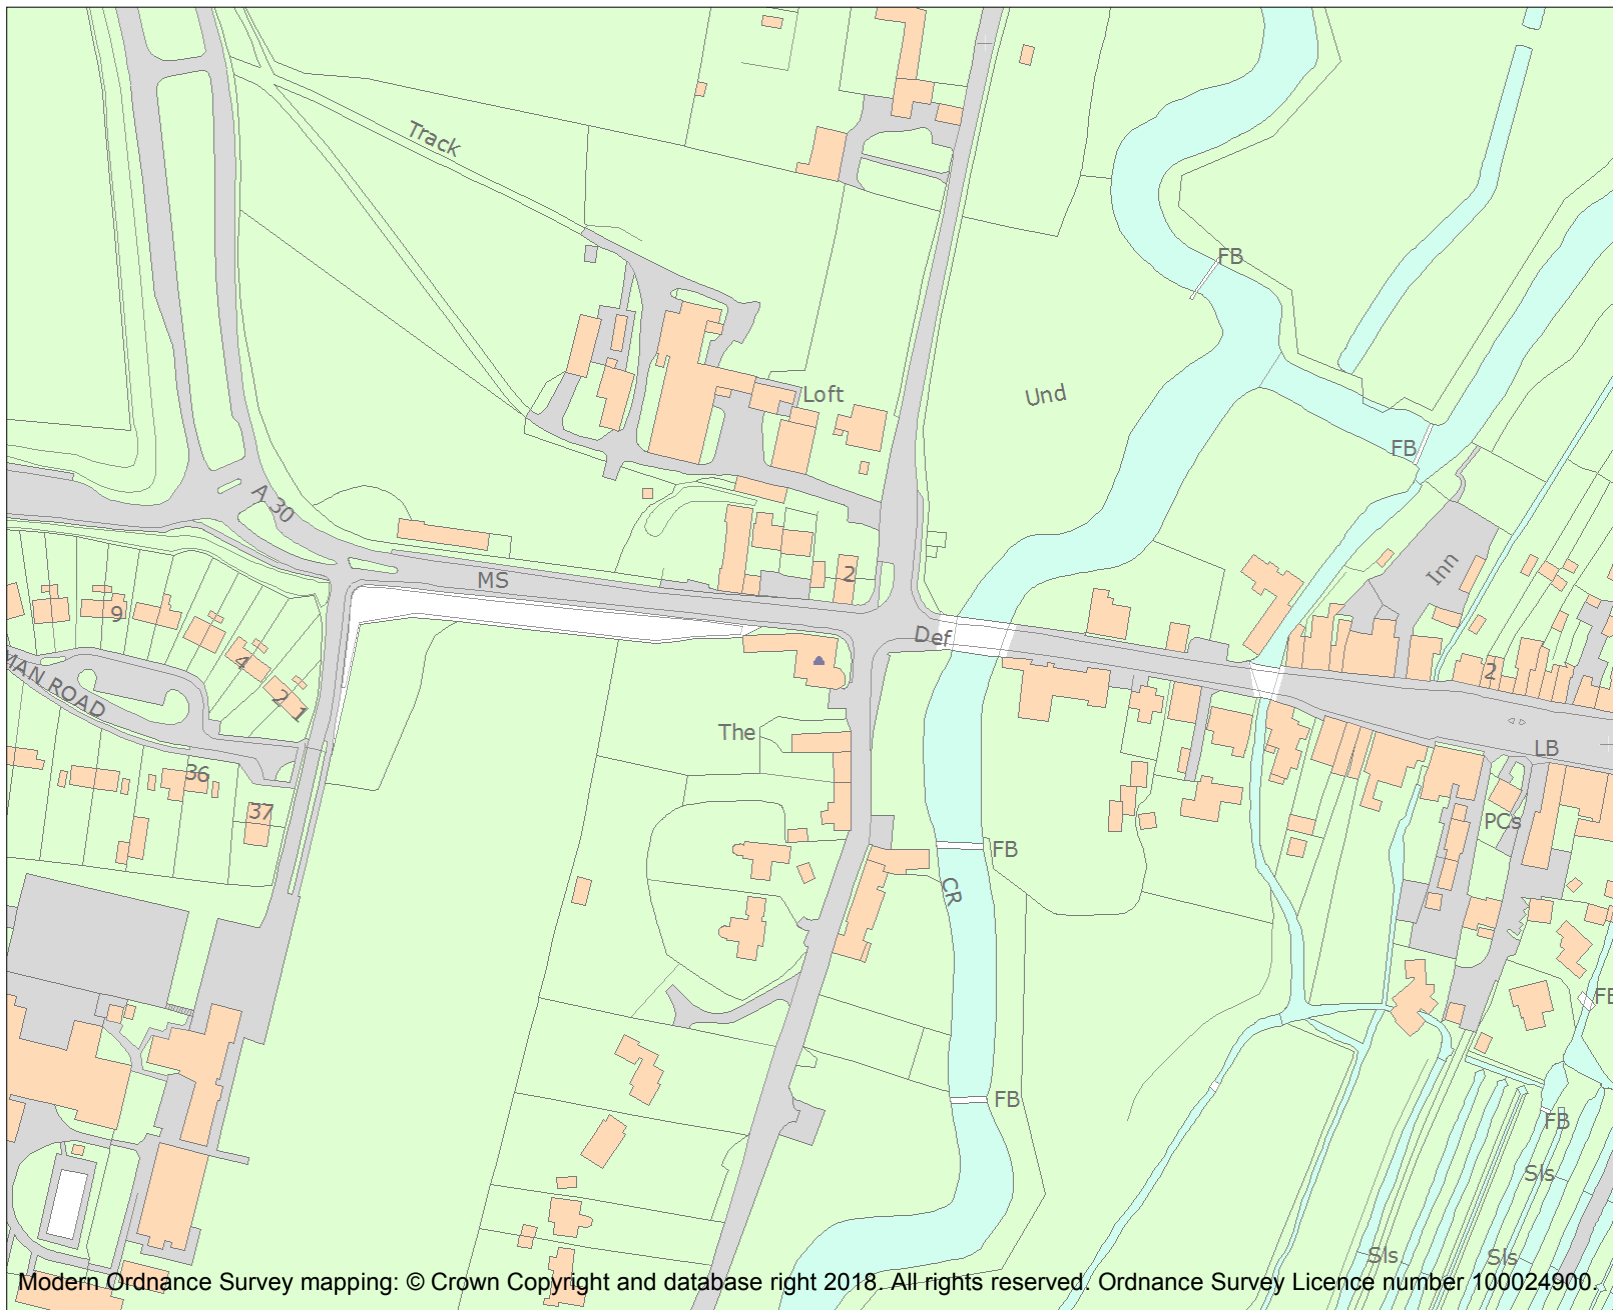 Track
FB
Loft
Und
FB
A 30
Inn
MS
2
9
Def
4
2
2 1
MAN ROAD
The
LB
36
37
PCs
FB
CR
FB
FB
FB
Sls
Sls
Sls
Modern Ordnance Survey mapping: © Crown Copyright and database right 2018. All rights reserved. Ordnance Survey Licence number 100024900.